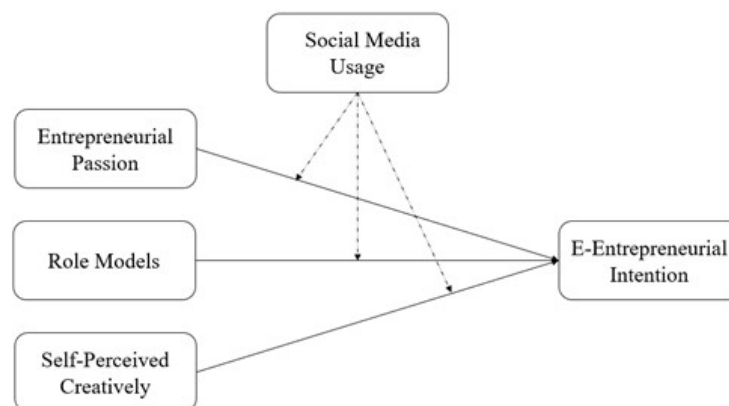 Social Media
Usage
Entrepreneurial
Passion
Role Models
E-Entrepreneurial
Intention
Self-Perceived
Creatively